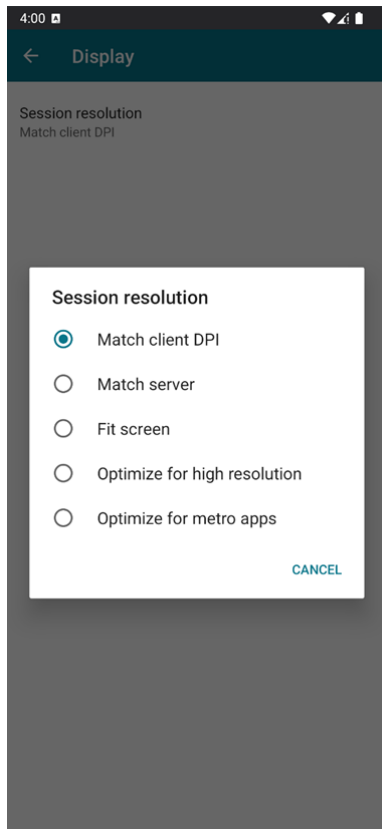 4:00
Display
Session resolution
Match client DPI
Session resolution
Match client DPI
Match server
Fit screen
Optimize for high resolution
Optimize for metro apps
CANCEL